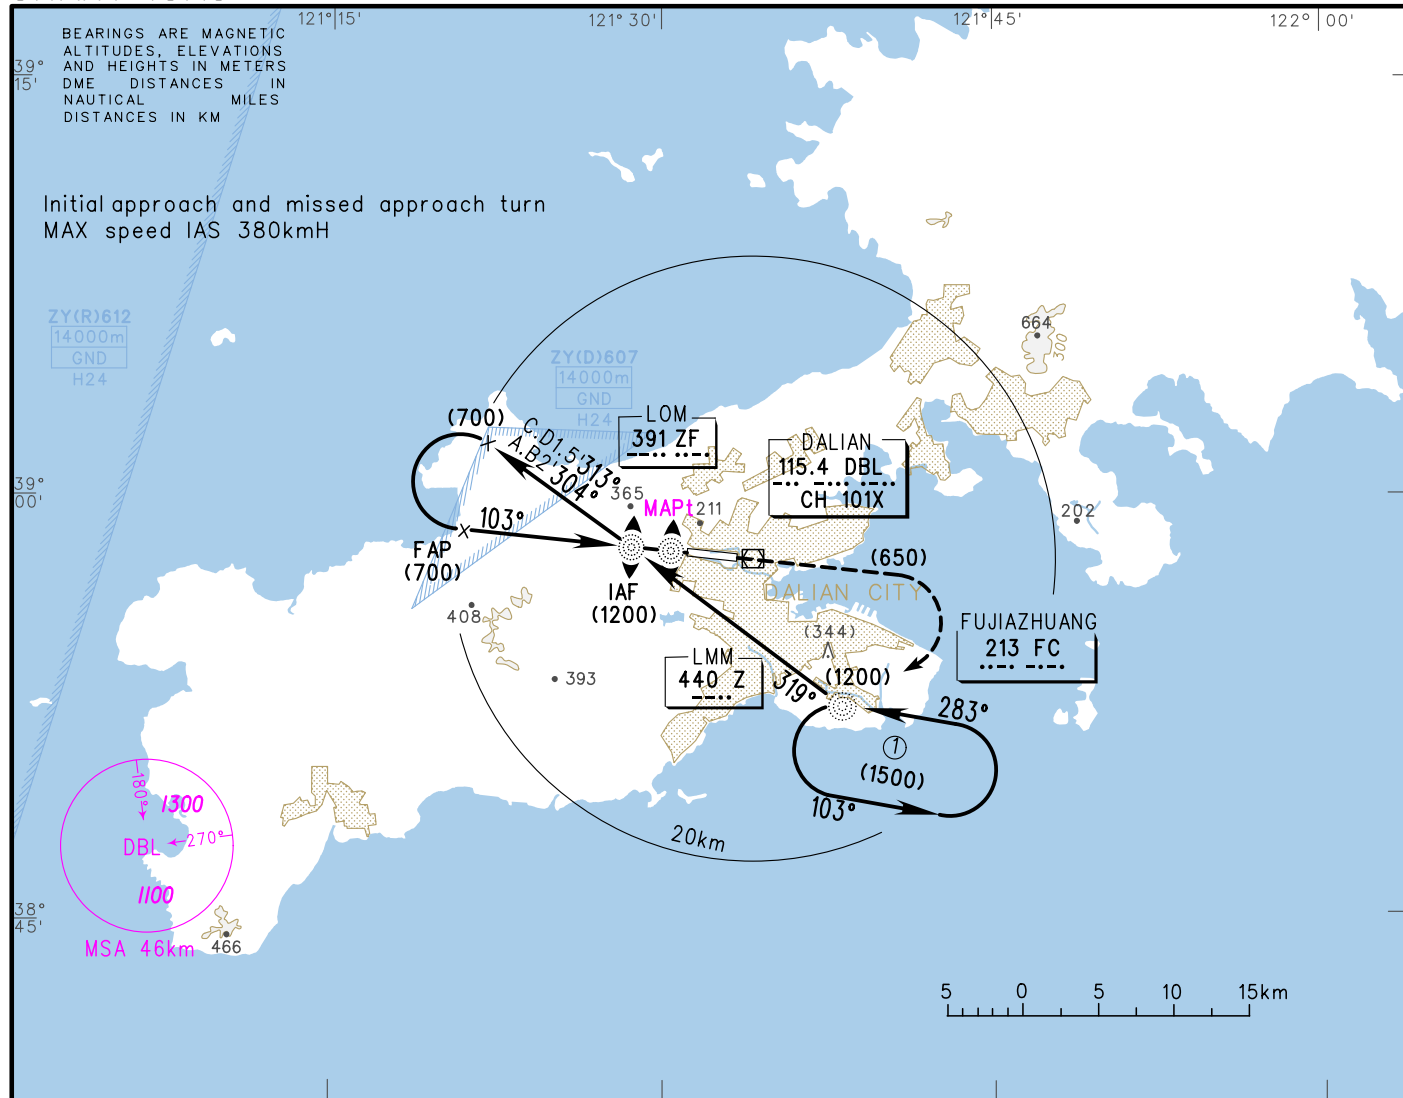 121°15'
121°30'
121°45'
122°00'
BEARINGS ARE MAGNETIC
ALTITUDES, ELEVATIONS
AND HEIGHTS IN METERS
DME DISTANCES IN
NAUTICAL MILES
DISTANCES IN KM
39°
15'
Initial approach and missed approach turn
MAX speed IAS 380kmH
ZY(R)612
14000m
GND
H24
664
300
ZY(D)607
14000m
GND
H24
(700)
C.D1.5'313°
A.B2'304°
LOM
391 ZF
DALIAN
115.4 DBL
CH 101X
39°
00'
365
MAPt
211
202
103°
FAP
(700)
IAF
(1200)
(650)
DALIAN CITY
408
FUJIAZHUANG
213 FC
(344)
LMM
440 Z
393
319°
(1200)
283°
1
(1500)
103°
180°
1300
DBL
270°
1100
MSA 46km
20km
38°
45'
466
5 0 5 10 15km